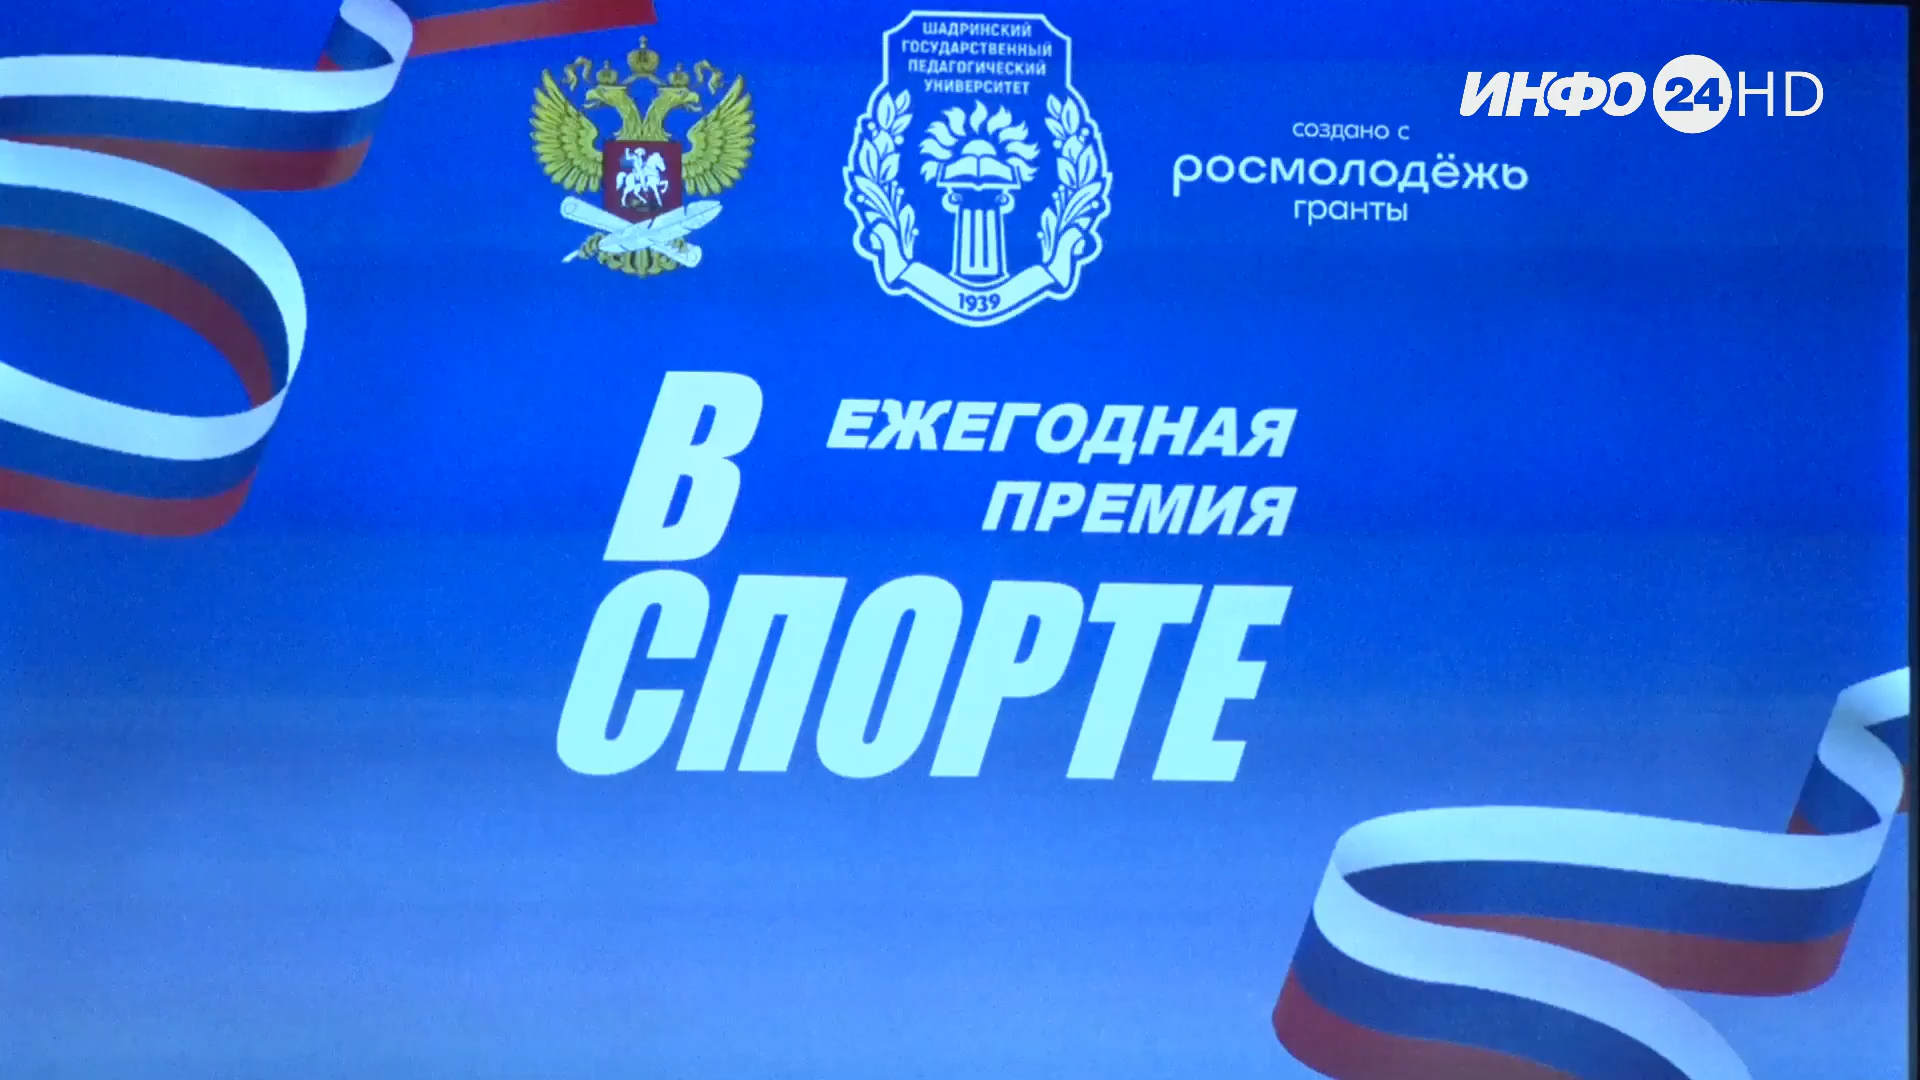 ШАДРИНСКИЙ
ГОСУДАРСТВЕННЫЙ
ПЕДАГОГИЧЕСКИЙ
УНИВЕРСИТЕТ
1939
создано с
росмолодёжь
гранты
ИНФО 24 HD
В ЕЖЕГОДНАЯ
ПРЕМИЯ
СПОРТЕ